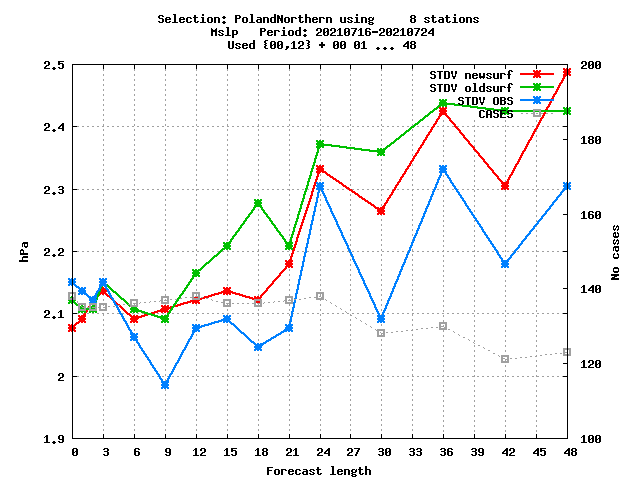 Selection: PolandNorthern using 8 stations
Mslp Period: 20210716-20210724
Used {00,12} + 00 01 ... 48
2.5
2.4
2.3
2.2
2.1
2
1.9
hPa
200
180
160
140
120
100
No cases
STDV newsurf
STDV oldsurf
STDV OBS
CASES
0 3 6 9 12 15 18 21 24 27 30 33 36 39 42 45 48
Forecast length